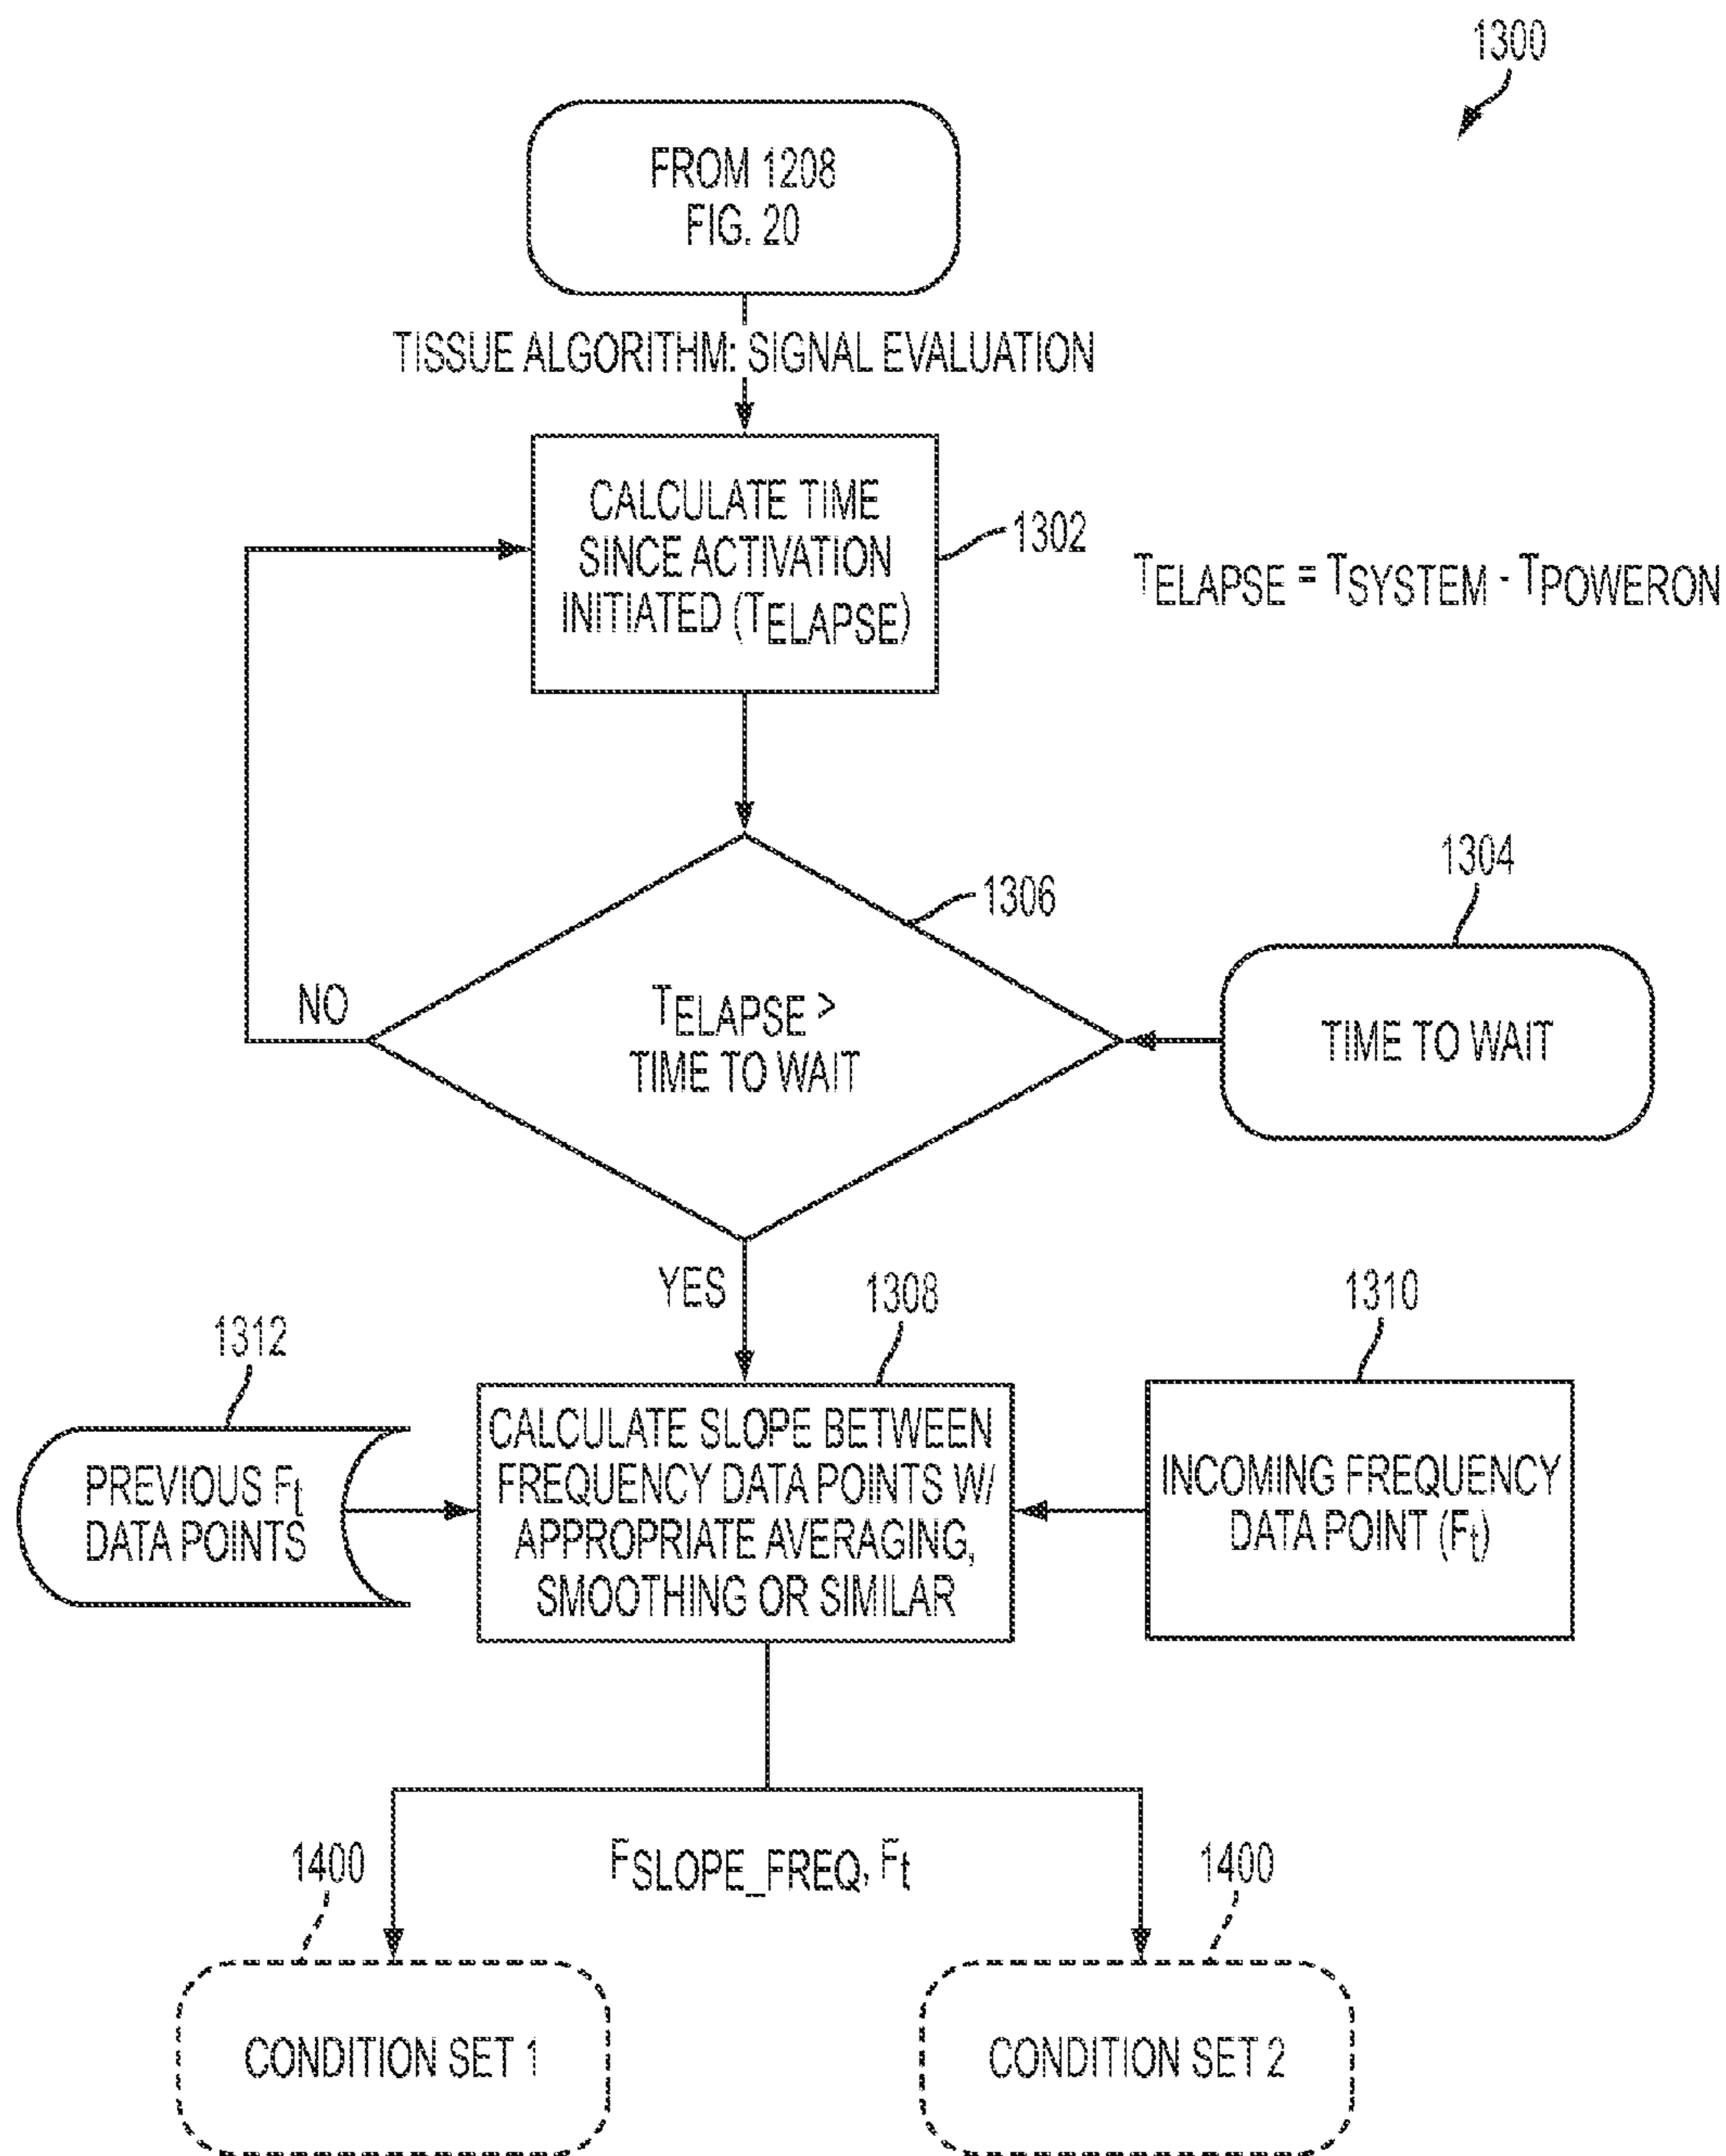 1300
FROM 1208
FIG. 20
TISSUE ALGORITHM: SIGNAL EVALUATION
CALCULATE TIME
SINCE ACTIVATION
INITIATED (TELAPSE)
1302
TELAPSE = TSYSTEM - TPOWERON
1304
1306
NO
TELAPSE >
TIME TO WAIT
TIME TO WAIT
YES
1308
1310
1312
PREVIOUS Ft
DATA POINTS
CALCULATE SLOPE BETWEEN
FREQUENCY DATA POINTS W/
APPROPRIATE AVERAGING,
SMOOTHING OR SIMILAR
INCOMING FREQUENCY
DATA POINT (Ft)
1400
FSLOPE_FREQ, Ft
1400
CONDITION SET 1
CONDITION SET 2